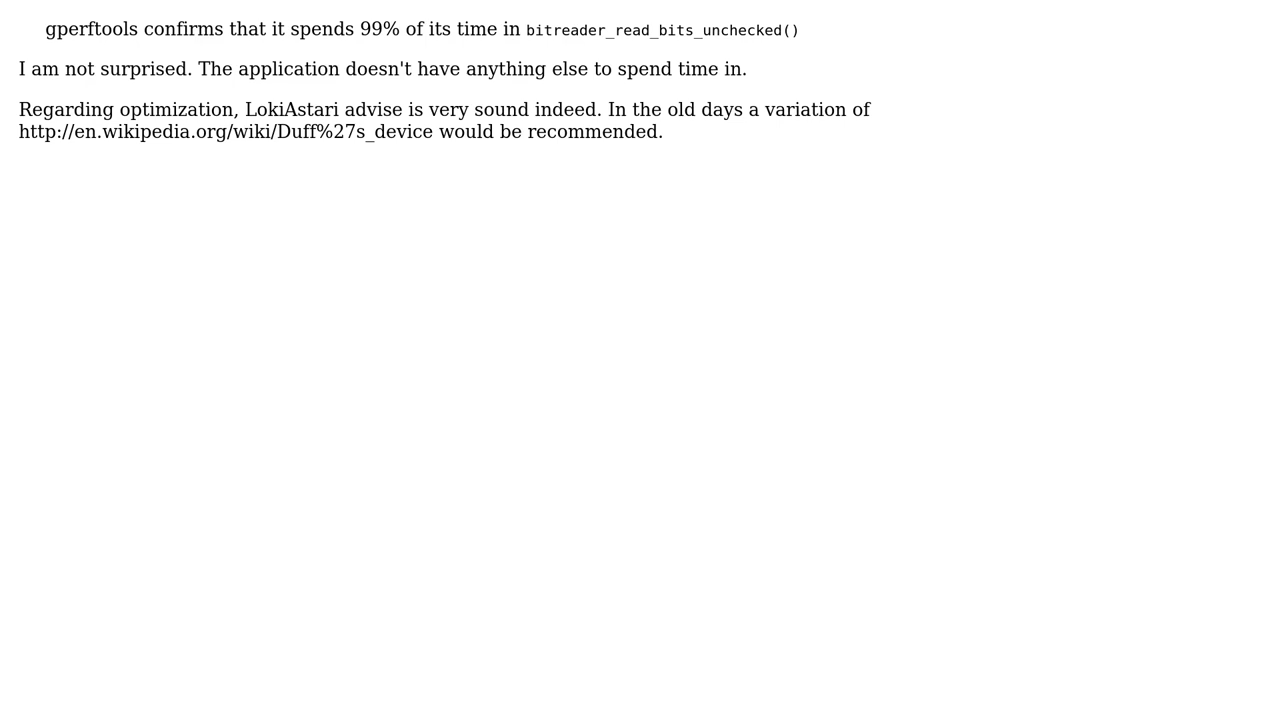 gperftools confirms that it spends 99% of its time in bitreader_read_bits_unchecked()
I am not surprised. The application doesn't have anything else to spend time in.
Regarding optimization, LokiAstari advise is very sound indeed. In the old days a variation of
http://en.wikipedia.org/wiki/Duff%27s_device would be recommended.